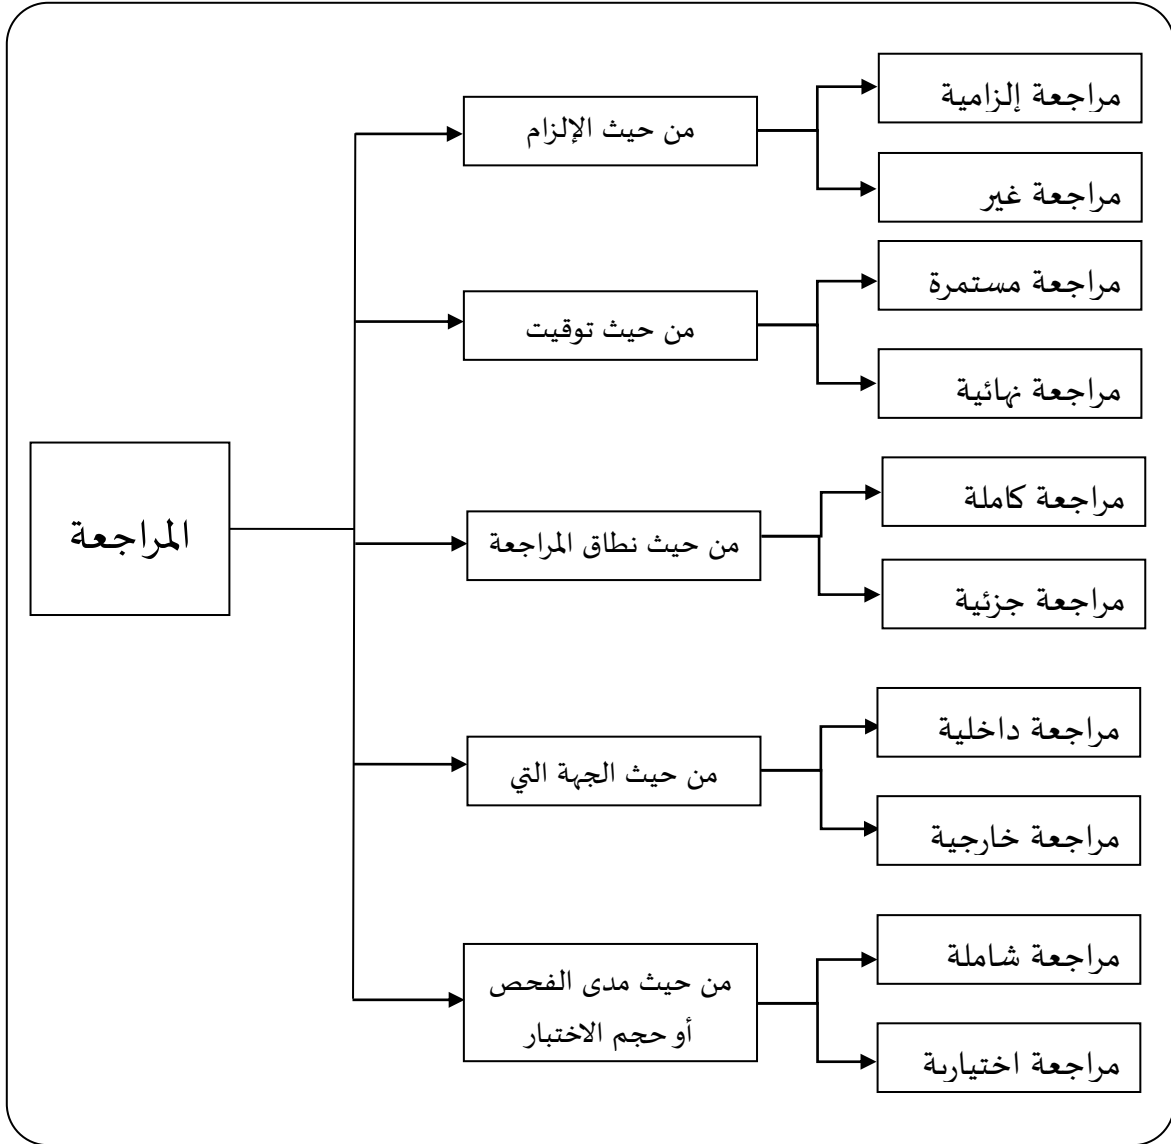 المراجعة
من حيث الإلزام
مراجعة إلزامية
مراجعة غير
من حيث توقيت
مراجعة مستمرة
مراجعة نهائية
من حيث نطاق المراجعة
مراجعة كاملة
مراجعة جزئية
من حيث الجهة التي
مراجعة داخلية
مراجعة خارجية
من حيث مدى الفحص
أو حجم الاختبار
مراجعة شاملة
مراجعة اختيارية